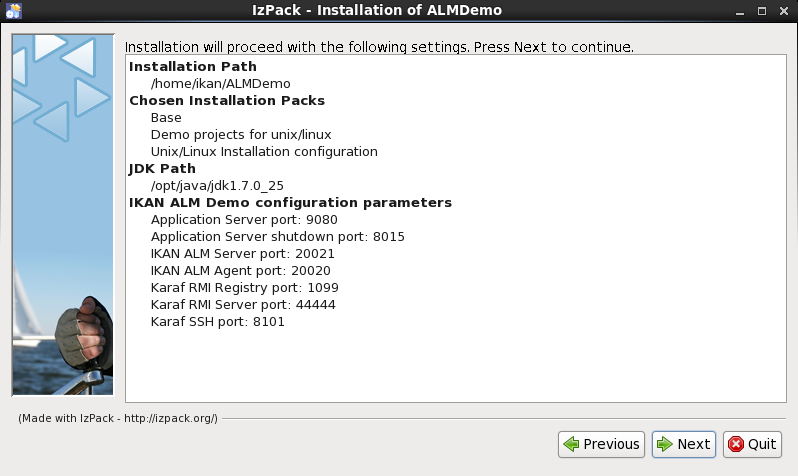 IzPack - Installation of ALMDemo
Installation will proceed with the following settings. Press Next to continue.
Installation Path
/home/ikan/ALMDemo
Chosen Installation Packs
Base
Demo projects for unix/linux
Unix/Linux Installation configuration
JDK Path
/opt/java/jdk1.7.0_25
IKAN ALM Demo configuration parameters
Application Server port: 9080
Application Server shutdown port: 8015
IKAN ALM Server port: 20021
IKAN ALM Agent port: 20020
Karaf RMI Registry port: 1099
Karaf RMI Server port: 44444
Karaf SSH port: 8101
(Made with IzPack - http://izpack.org/)
Previous Next Quit